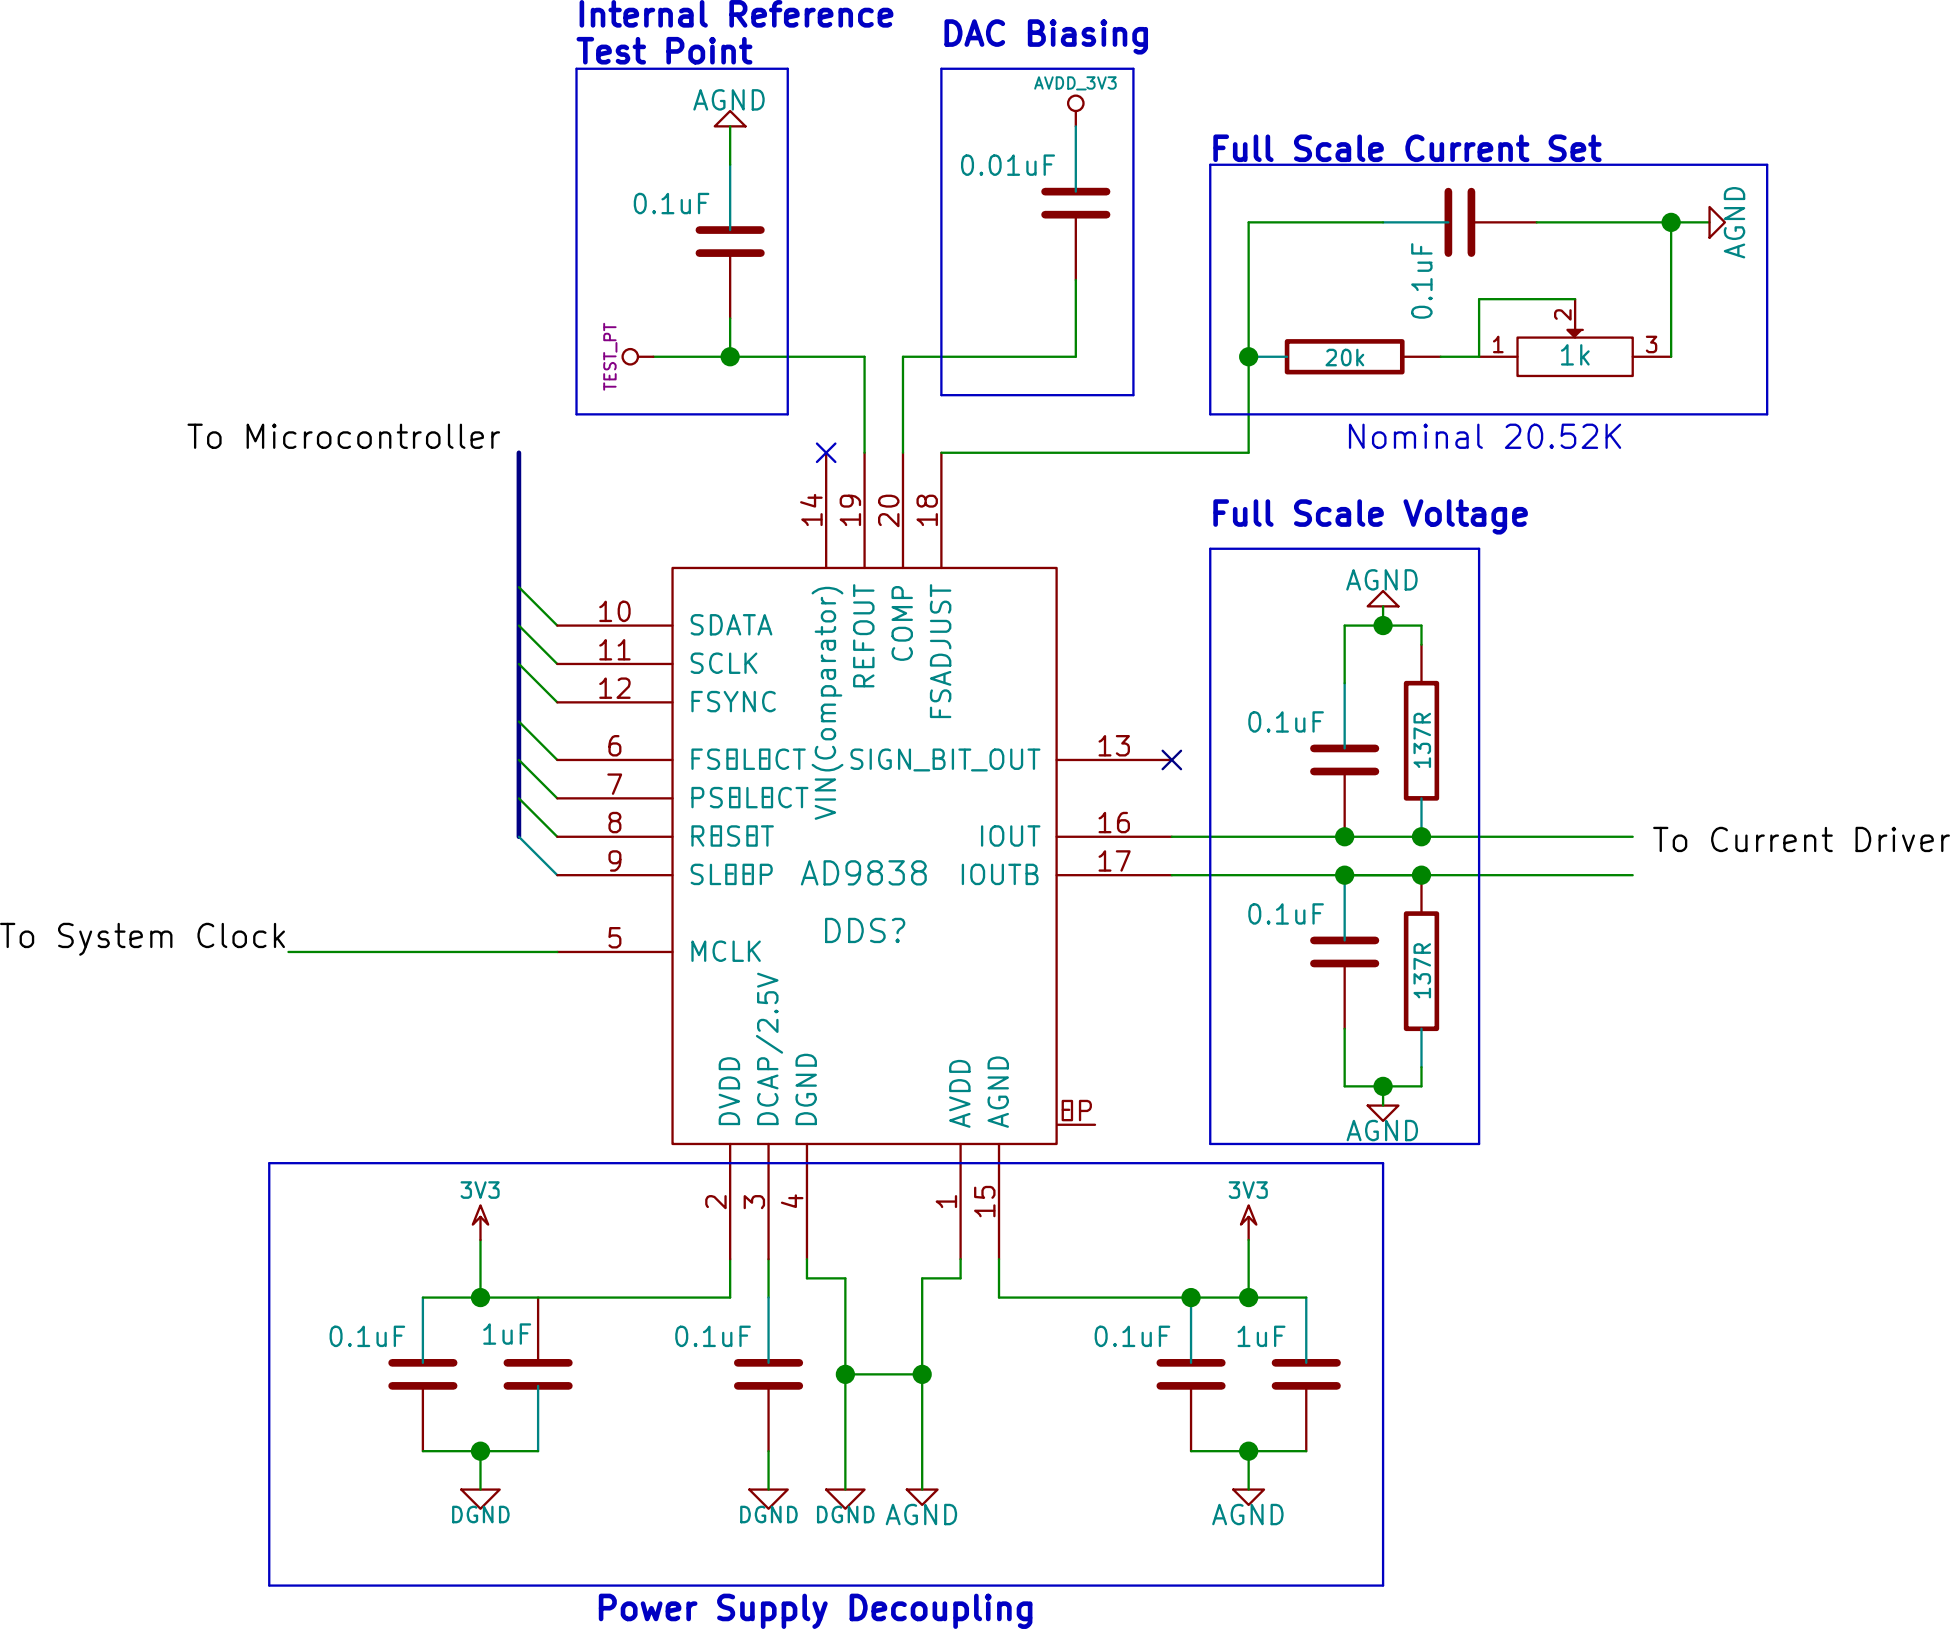 Internal Reference
Test Point
AGND
0.1uF
TEST_PT
DAC Biasing
AVDD_3V3
0.01uF
Full Scale Current Set
0.1uF
AGND
20k
1
2
1k
3
Nominal 20.52K
To Microcontroller
14
19
20
18
VIN(Comparator)
REFOUT
COMP
FSADJUST
10 SDATA
11 SCLK
12 FSYNC
6 FSELECT
7 PSELECT
8 RESET
9 SLEEP
To System Clock
5 MCLK
AD9838
DDS?
SIGN_BIT_OUT 13
IOUT 16
IOUTB 17
EP
DVDD
DCAP/2.5V
DGND
AVDD
AGND
2
3
4
1
15
Full Scale Voltage
AGND
0.1uF
137R
To Current Driver
0.1uF
137R
AGND
3V3
3V3
0.1uF
1uF
0.1uF
0.1uF
1uF
DGND
DGND
DGND
AGND
AGND
Power Supply Decoupling